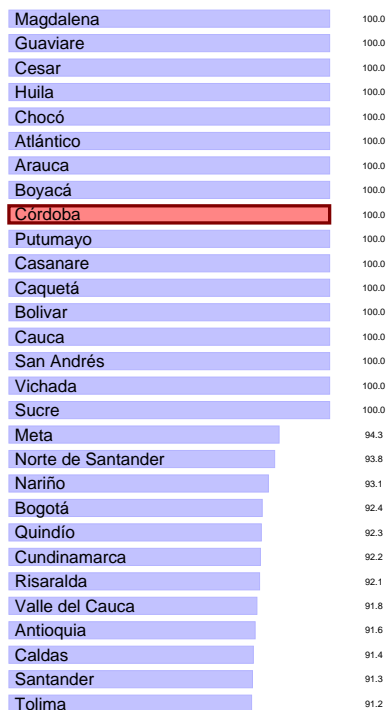 Magdalena 100.0
Guaviare 100.0
Cesar 100.0
Huila 100.0
Chocó 100.0
Atlántico 100.0
Arauca 100.0
Boyacá 100.0
Córdoba 100.0
Putumayo 100.0
Casanare 100.0
Caquetá 100.0
Bolivar 100.0
Cauca 100.0
San Andrés 100.0
Vichada 100.0
Sucre 100.0
Meta 94.3
Norte de Santander 93.8
Nariño 93.1
Bogotá 92.4
Quindío 92.3
Cundinamarca 92.2
Risaralda 92.1
Valle del Cauca 91.8
Antioquia 91.6
Caldas 91.4
Santander 91.3
Tolima 91.2